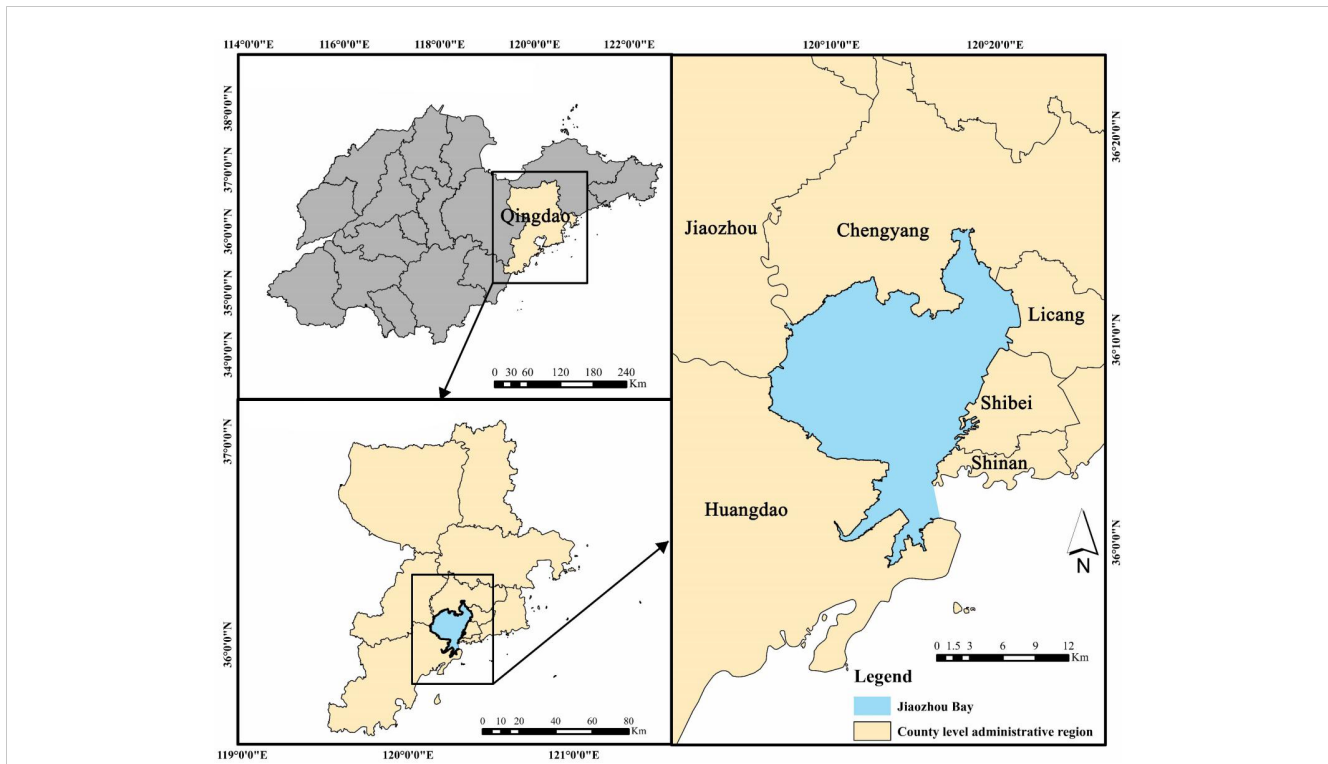 114°0'0"E 116°0'0"E 118°0'0"E 120°0'0"E 122°0'0"E
38°0'0"N
37°0'0"N
36°0'0"N
35°0'0"N
34°0'0"N
Qingdao
0 30 60 120 180 240
Km
37°0'0"N
36°0'0"N
0 10 20 40 60 80
Km
119°0'0"E 120°0'0"E 121°0'0"E
120°10'0"E 120°20'0"E
36°20'0"N
36°10'0"N
36°0'0"N
Jiaozhou
Chengyang
Licang
Shibei
Shinan
Huangdao
N
0 1.5 3 6 9 12
Km
Legend
Jiaozhou Bay
County level administrative region